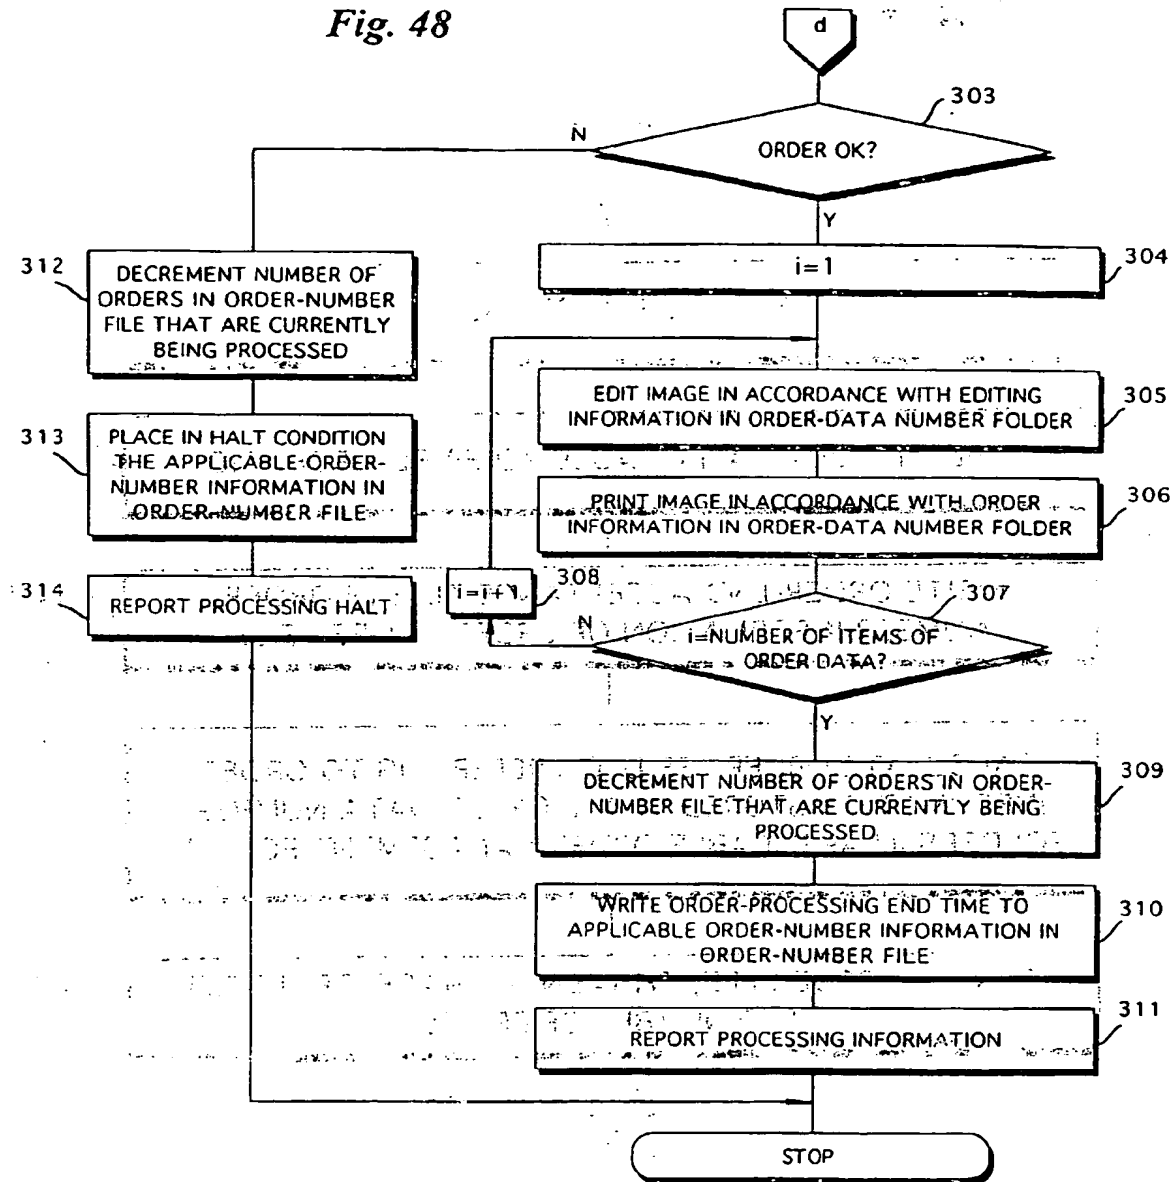 Fig. 48
d
303
ORDER OK?
N
Y
304
i=1
312
DECREMENT NUMBER OF
ORDERS IN ORDER-NUMBER
FILE THAT ARE CURRENTLY
BEING PROCESSED
305
EDIT IMAGE IN ACCORDANCE WITH EDITING
INFORMATION IN ORDER-DATA NUMBER FOLDER
313
PLACE IN HALT CONDITION
THE APPLICABLE ORDER-
NUMBER INFORMATION IN
ORDER-NUMBER FILE
306
PRINT IMAGE IN ACCORDANCE WITH ORDER
INFORMATION IN ORDER-DATA NUMBER FOLDER
314
REPORT PROCESSING HALT
i=i+1
308
307
N
i=NUMBER OF ITEMS OF
ORDER DATA?
Y
309
DECREMENT NUMBER OF ORDERS IN ORDER-
NUMBER FILE THAT ARE CURRENTLY BEING
PROCESSED
310
WRITE ORDER-PROCESSING END TIME TO
APPLICABLE ORDER-NUMBER INFORMATION IN
ORDER-NUMBER FILE
311
REPORT PROCESSING INFORMATION
STOP